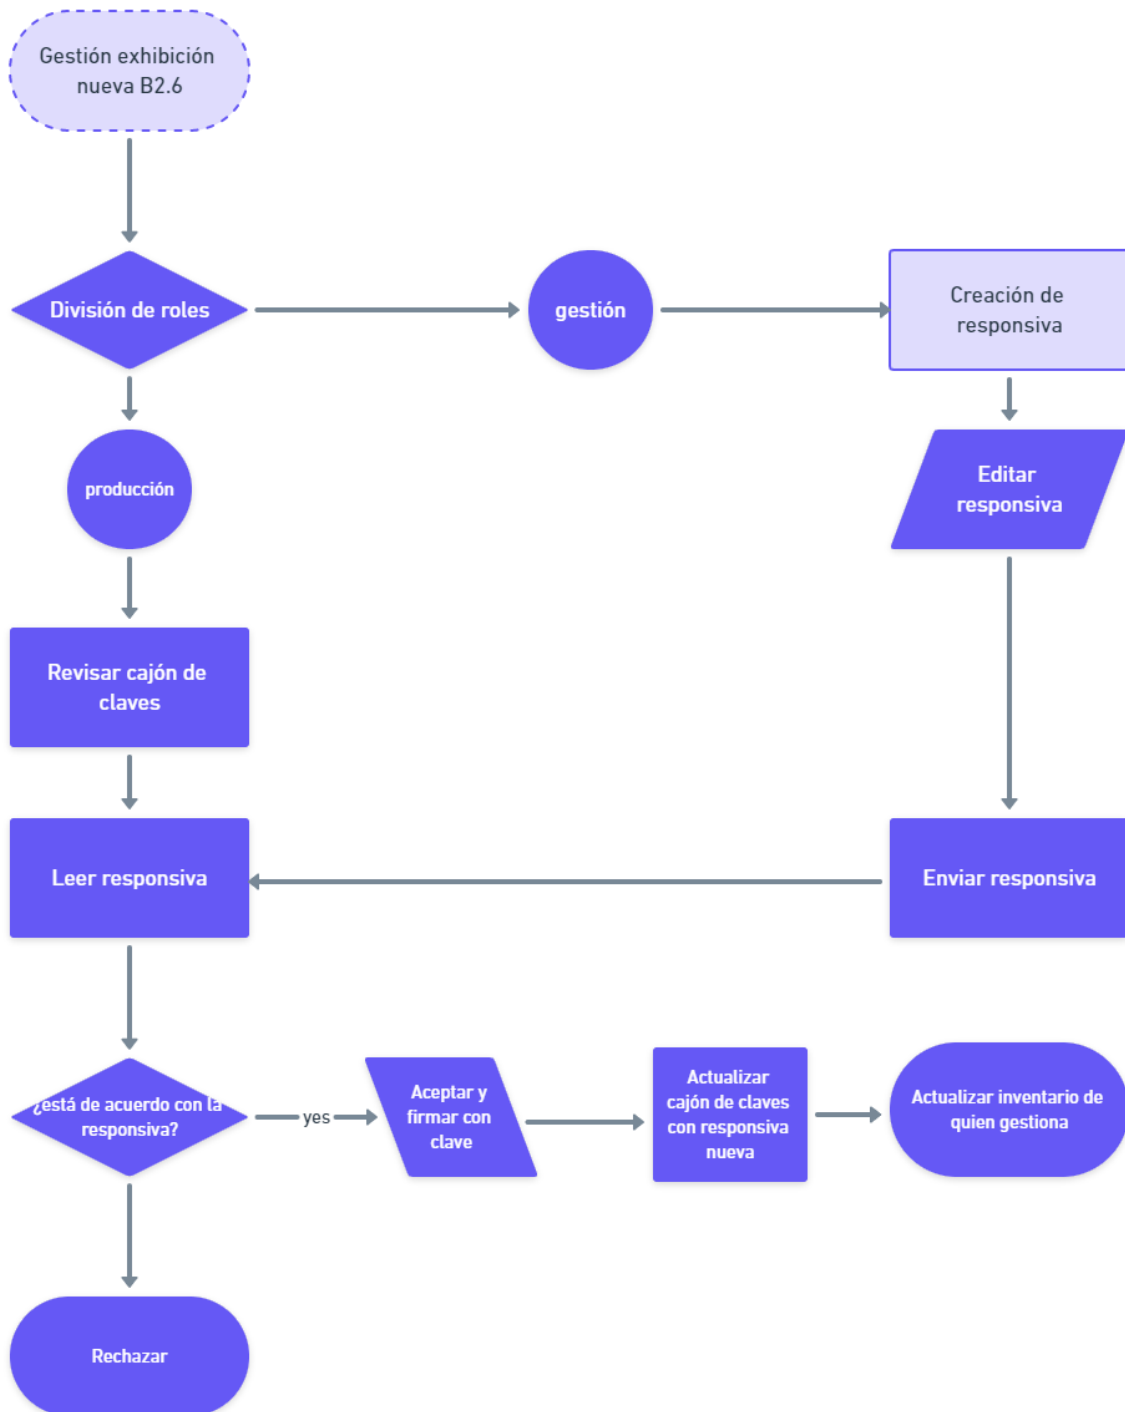 Gestión exhibición
nueva B2.6
División de roles
gestión
Creación de
responsiva
producción
Editar
responsiva
Revisar cajón de
claves
Leer responsiva
Enviar responsiva
¿está de acuerdo con la
responsiva?
yes
Aceptar y
firmar con
clave
Actualizar
cajón de claves
con responsiva
nueva
Actualizar inventario de
quien gestiona
Rechazar